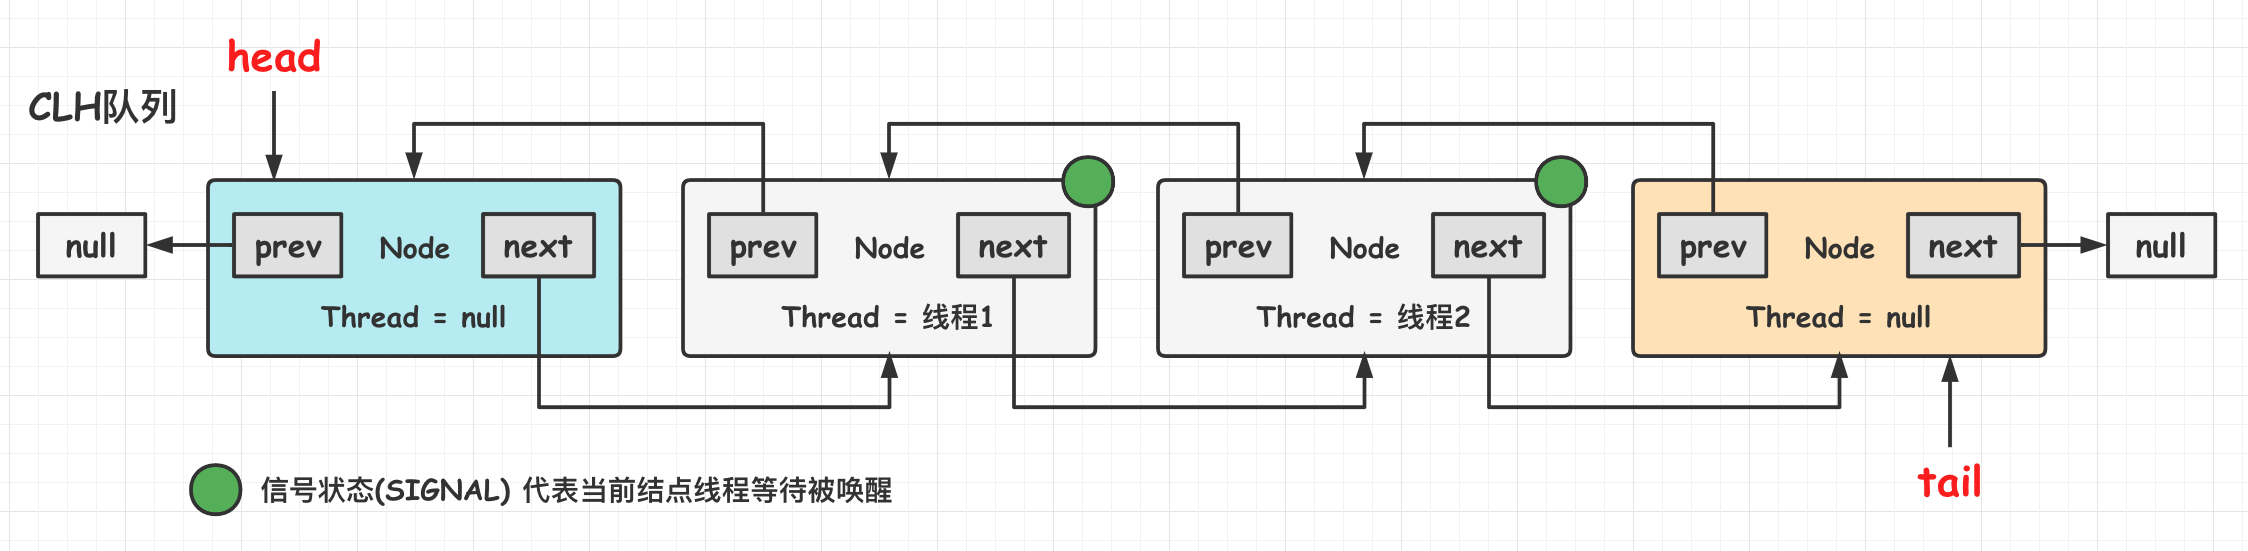 head
CLH队列
null
prev
Node
next
Thread = null
prev
Node
next
Thread = 线程1
prev
Node
next
Thread = 线程2
prev
Node
next
Thread = null
null
tail
信号状态(SIGNAL) 代表当前结点线程等待被唤醒